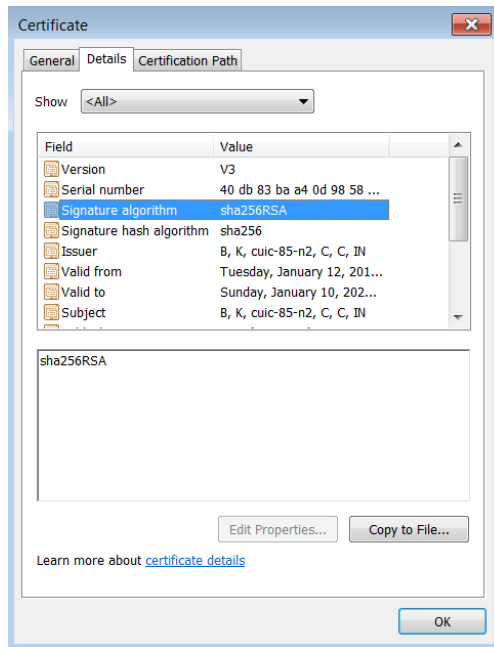 Certificate
General Details Certification Path
Show <All>
Field Value
Version V3
Serial number 40 db 83 ba a4 0d 98 58 ...
Signature algorithm sha256RSA
Signature hash algorithm sha256
Issuer B, K, cuic-85-n2, C, C, IN
Valid from Tuesday, January 12, 201...
Valid to Sunday, January 10, 202...
Subject B, K, cuic-85-n2, C, C, IN
sha256RSA
Edit Properties... Copy to File...
Learn more about certificate details
OK